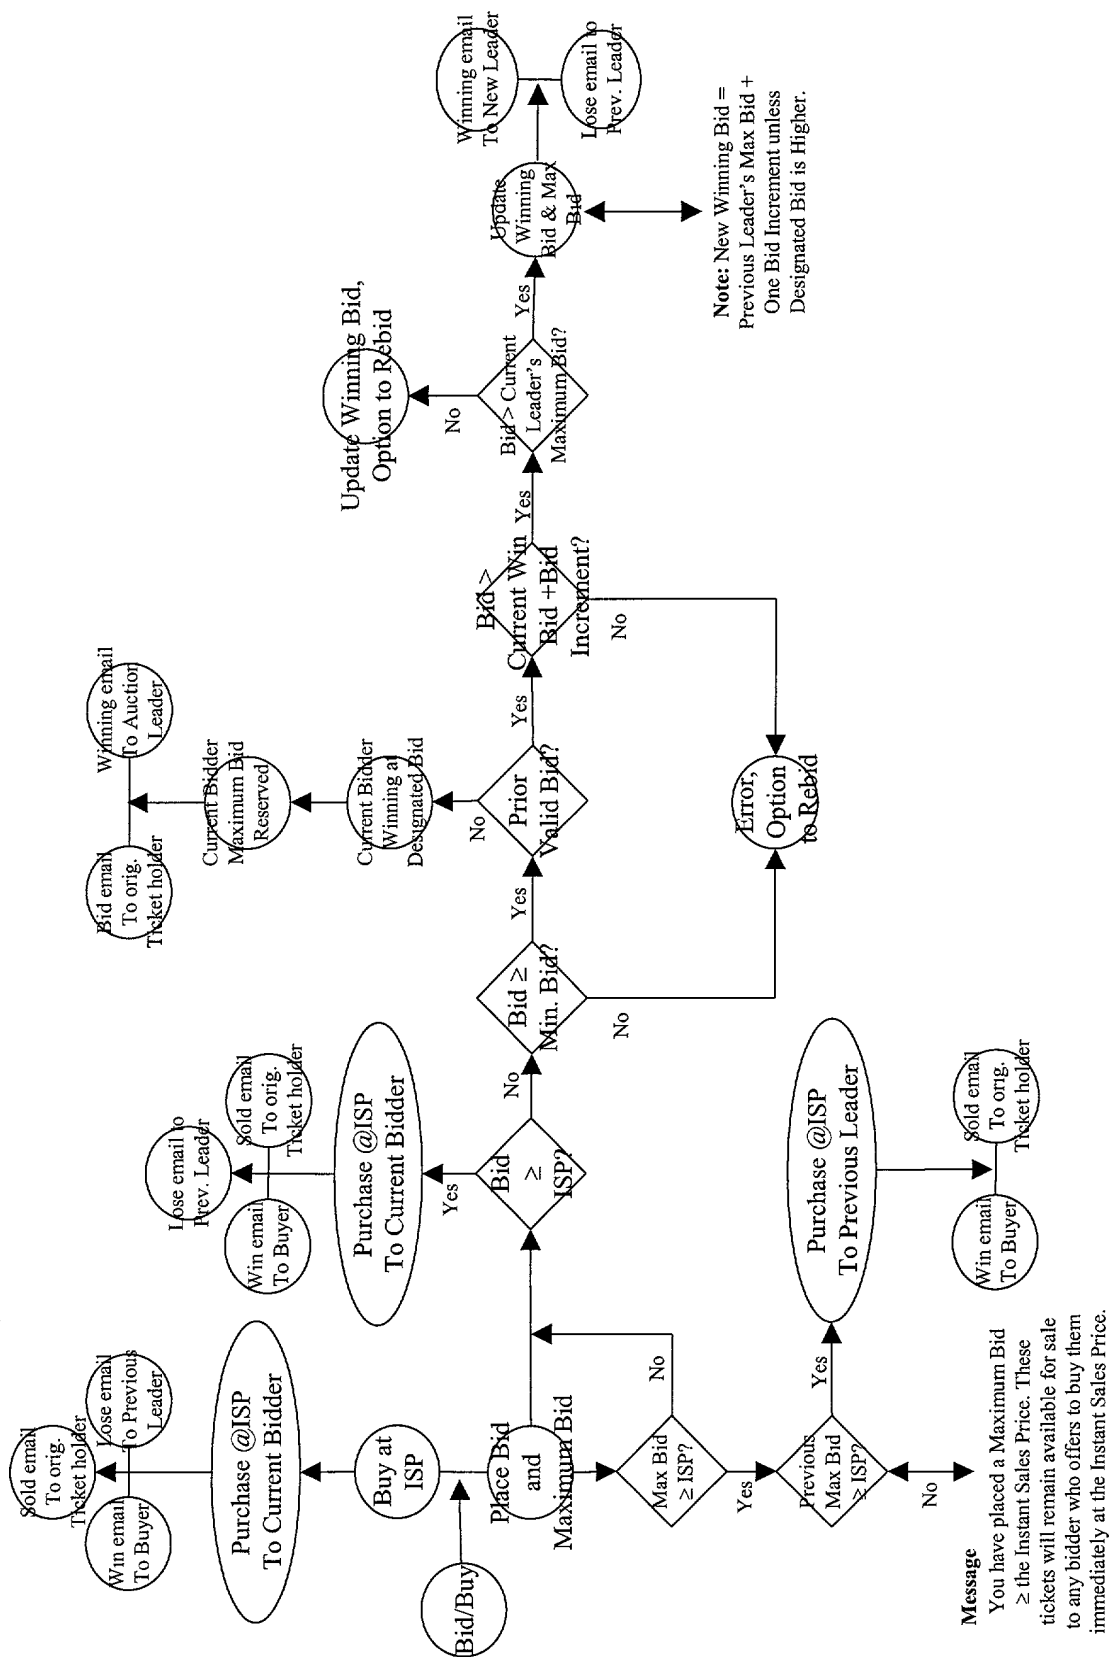 Bid/Buy
Buy at
ISP
Purchase @ISP
To Current Bidder
Win email
To Buyer
Sold email
To orig.
Ticket holder
Lose email
To Previous
Leader
Place Bid
and
Maximum Bid
Max Bid
≥ ISP?
No
Yes
Previous
Max Bid
≥ ISP?
No
Message
You have placed a Maximum Bid
≥ the Instant Sales Price. These
tickets will remain available for sale
to any bidder who offers to buy them
immediately at the Instant Sales Price.
Yes
Purchase @ISP
To Previous Leader
Win email
To Buyer
Sold email
To orig.
Ticket holder
Bid
≥
ISP?
Yes
Purchase @ISP
To Current Bidder
Win email
To Buyer
Lose email to
Prev. Leader
Sold email
To orig.
Ticket holder
No
Bid ≥
Min. Bid?
No
Yes
Error,
Option
to Rebid
Prior
Valid Bid?
No
Current Bidder
Winning at
Designated Bid
Current Bidder
Maximum Bid
Reserved
Bid email
To orig.
Ticket holder
Winning email
To Auction
Leader
Yes
Bid >
Current Win
Bid +Bid
Increment?
No
Yes
Bid > Current
Leader's
Maximum Bid?
No
Update Winning Bid,
Option to Rebid
Yes
Update
Winning
Bid & Max
Bid
Note: New Winning Bid =
Previous Leader's Max Bid +
One Bid Increment unless
Designated Bid is Higher.
Winning email
To New Leader
Lose email to
Prev. Leader